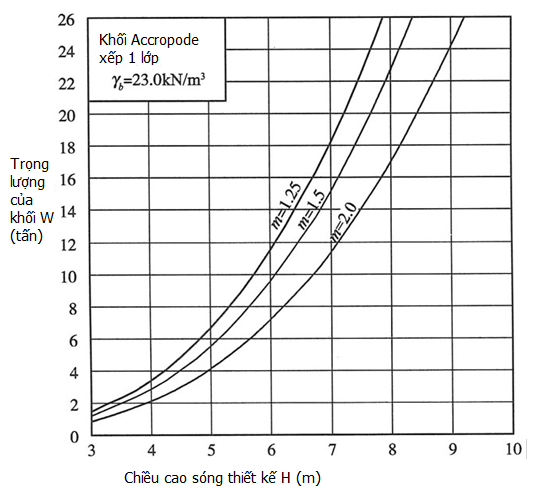 Khối Accropode
xếp 1 lớp
γb=23.0kN/m³
26
24
22
20
18
16
14
12
10
8
6
4
2
0
Trọng
lượng
của
khối W
(tấn)
m=1.25
m=1.5
m=2.0
3 4 5 6 7 8 9 10
Chiều cao sóng thiết kế H (m)